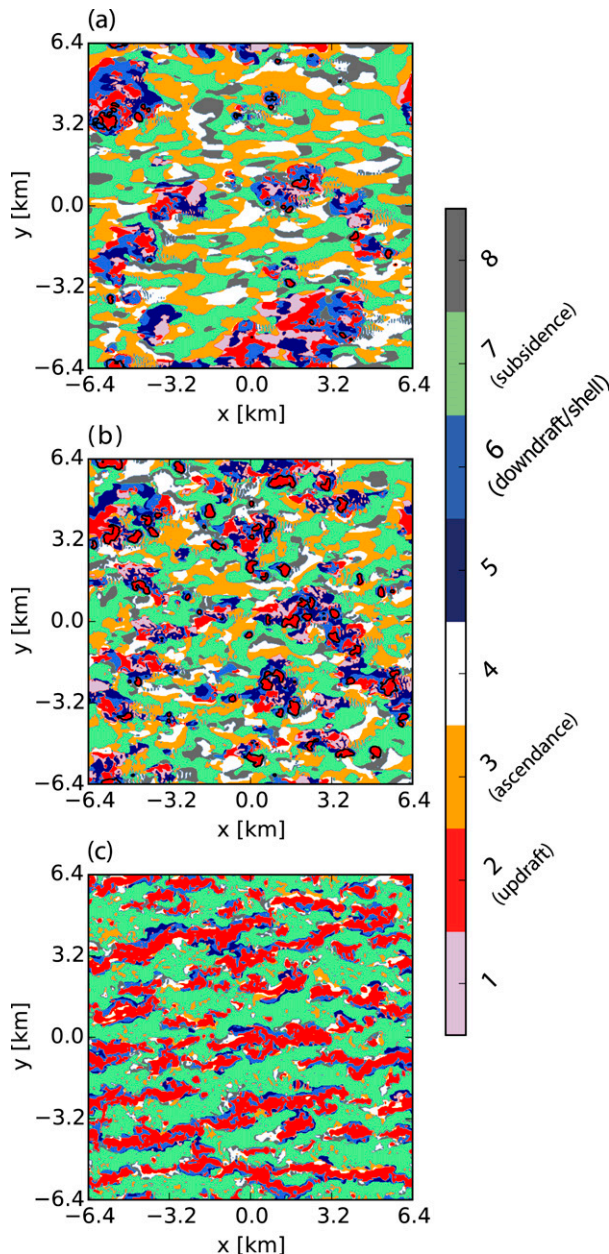 (a)
6.4
3.2
0.0
−3.2
−6.4
y [km]
−6.4 −3.2 0.0 3.2 6.4
x [km]
(b)
6.4
3.2
0.0
−3.2
−6.4
y [km]
−6.4 −3.2 0.0 3.2 6.4
x [km]
(c)
6.4
3.2
0.0
−3.2
−6.4
y [km]
−6.4 −3.2 0.0 3.2 6.4
x [km]
8
7
(subsidence)
6
(downdraft/shell)
5
4
3
(ascendance)
2
(updraft)
1